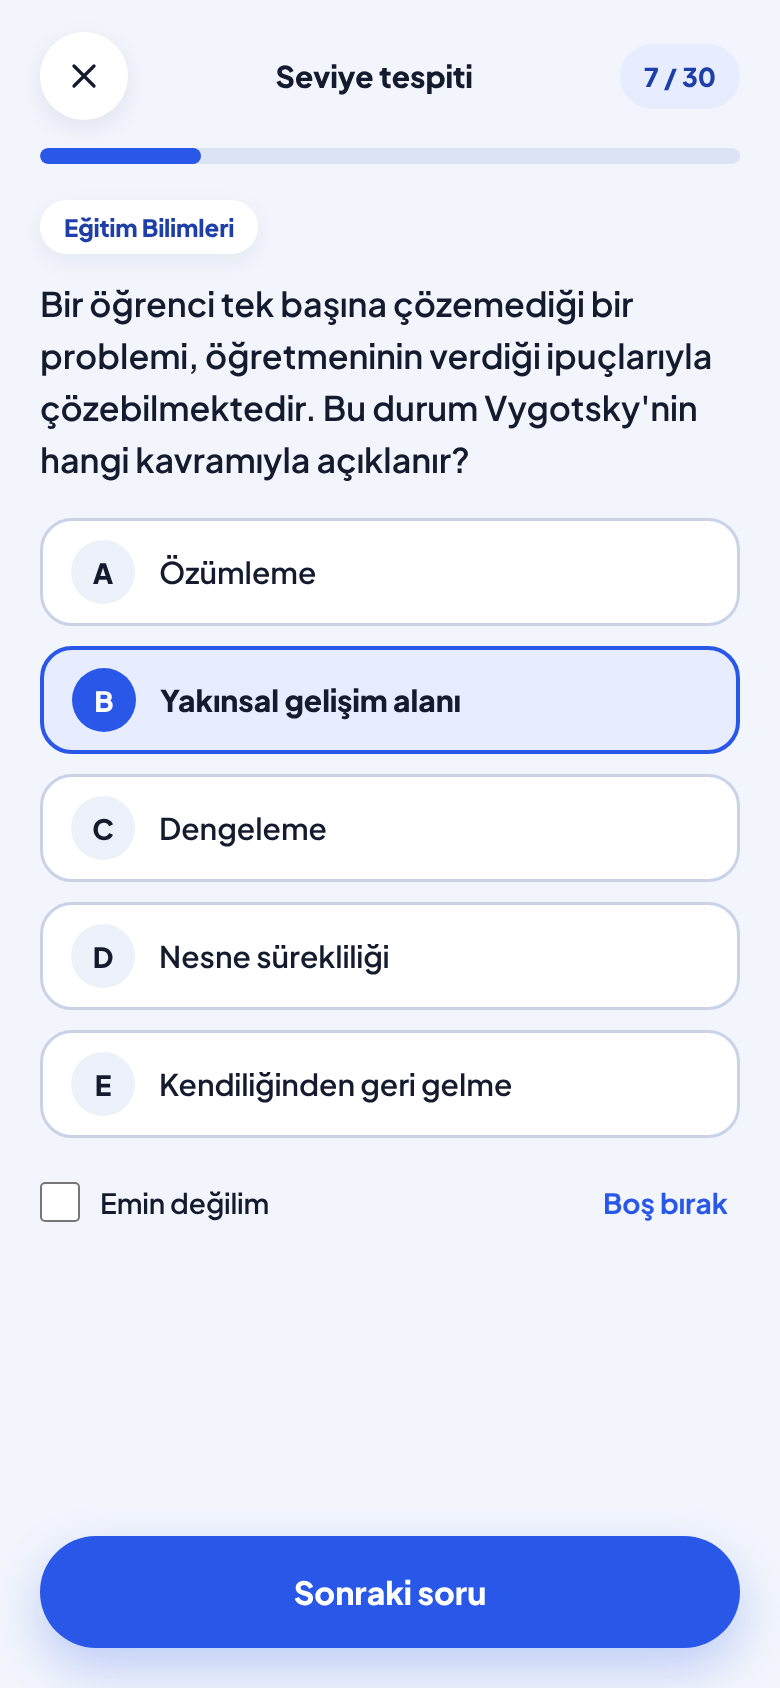 Seviye tespiti
7 / 30
Eğitim Bilimleri
Bir öğrenci tek başına çözemediği bir
problemi, öğretmeninin verdiği ipuçlarıyla
çözebilmektedir. Bu durum Vygotsky'nin
hangi kavramıyla açıklanır?
A Özümleme
B Yakınsal gelişim alanı
C Dengeleme
D Nesne sürekliliği
E Kendiliğinden geri gelme
Emin değilim
Boş bırak
Sonraki soru